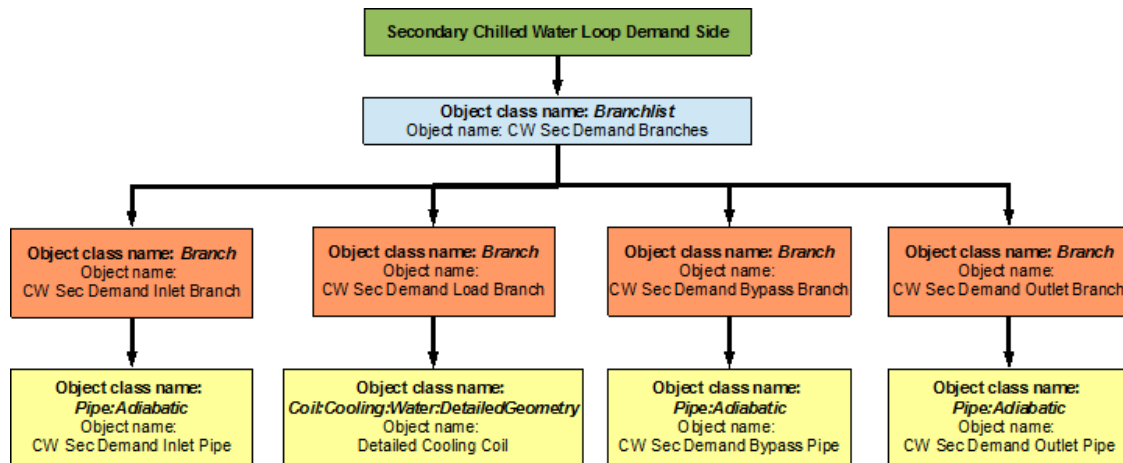 Secondary Chilled Water Loop Demand Side
Object class name: Branchlist
Object name: CW Sec Demand Branches
Object class name: Branch
Object name:
CW Sec Demand Inlet Branch
Object class name: Branch
Object name:
CW Sec Demand Load Branch
Object class name: Branch
Object name:
CW Sec Demand Bypass Branch
Object class name: Branch
Object name:
CW Sec Demand Outlet Branch
Object class name:
Pipe:Adiabatic
Object name:
CW Sec Demand Inlet Pipe
Object class name:
Coil:Cooling:Water:DetailedGeometry
Object name:
Detailed Cooling Coil
Object class name:
Pipe:Adiabatic
Object name:
CW Sec Demand Bypass Pipe
Object class name:
Pipe:Adiabatic
Object name:
CW Sec Demand Outlet Pipe